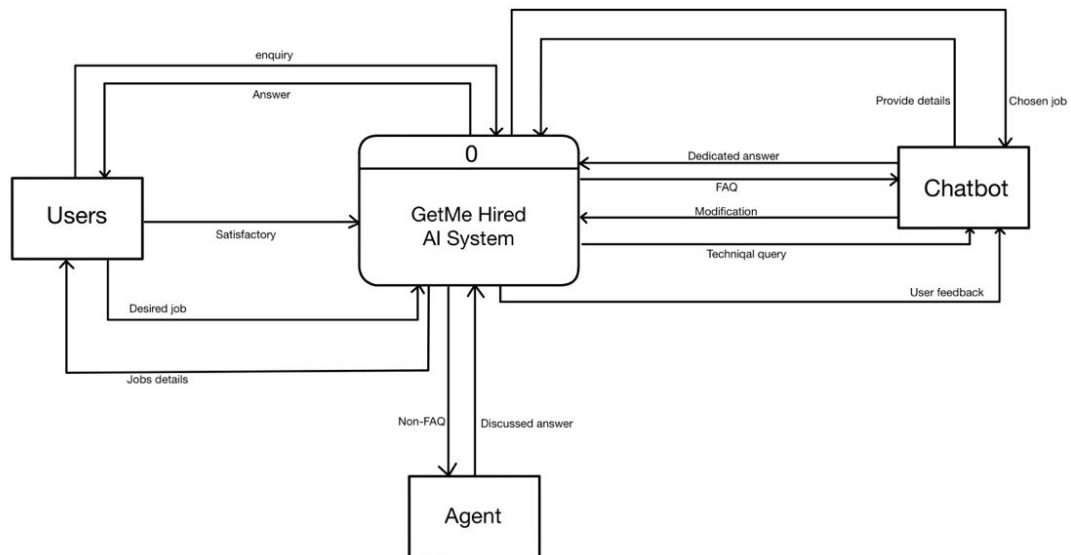 enquiry
Answer
Provide details
Chosen job
0
Dedicated answer
FAQ
Users
GetMe Hired
AI System
Chatbot
Modification
Satisfactory
Techniqal query
User feedback
Desired job
Jobs details
Non-FAQ
Discussed answer
Agent